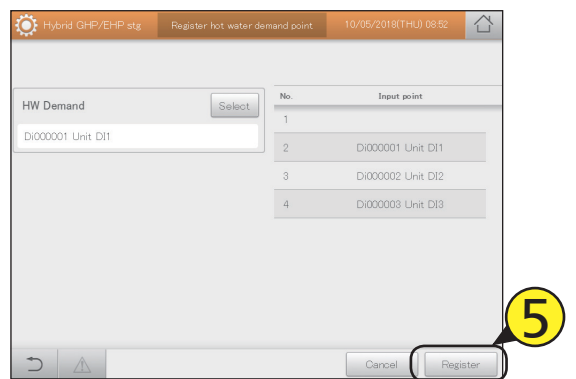 Hybrid GHP/EHP stg Register hot water demand point 10/05/2018(THU) 08:52
HW Demand Select
Di000001 Unit DI1
No. Input point
1
2 Di000001 Unit DI1
3 Di000002 Unit DI2
4 Di000003 Unit DI3
Cancel Register
5